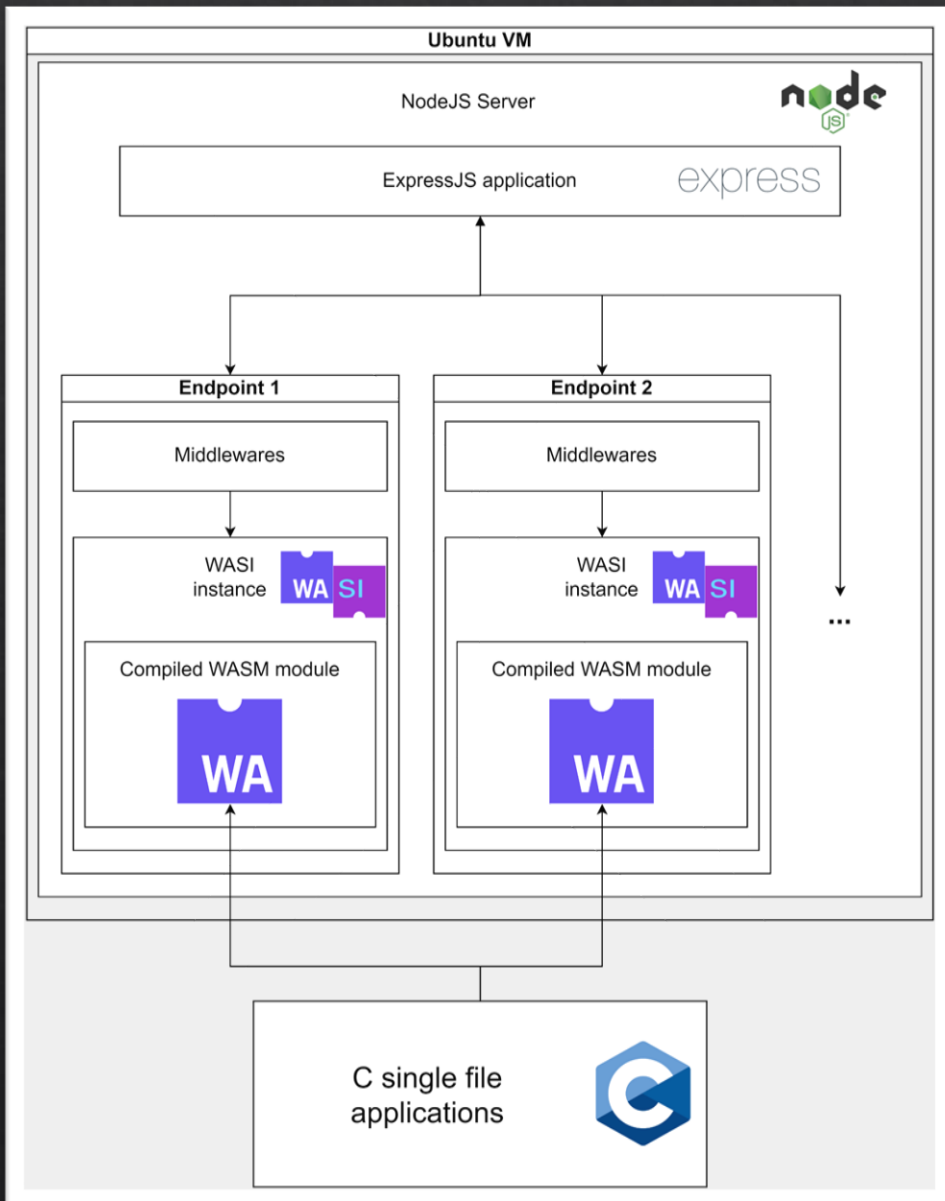 Ubuntu VM
NodeJS Server
node
JS
ExpressJS application
express
Endpoint 1
Endpoint 2
Middlewares
Middlewares
WASI
instance
WA
SI
WASI
instance
WA
SI
...
Compiled WASM module
Compiled WASM module
WA
WA
C single file
applications
C